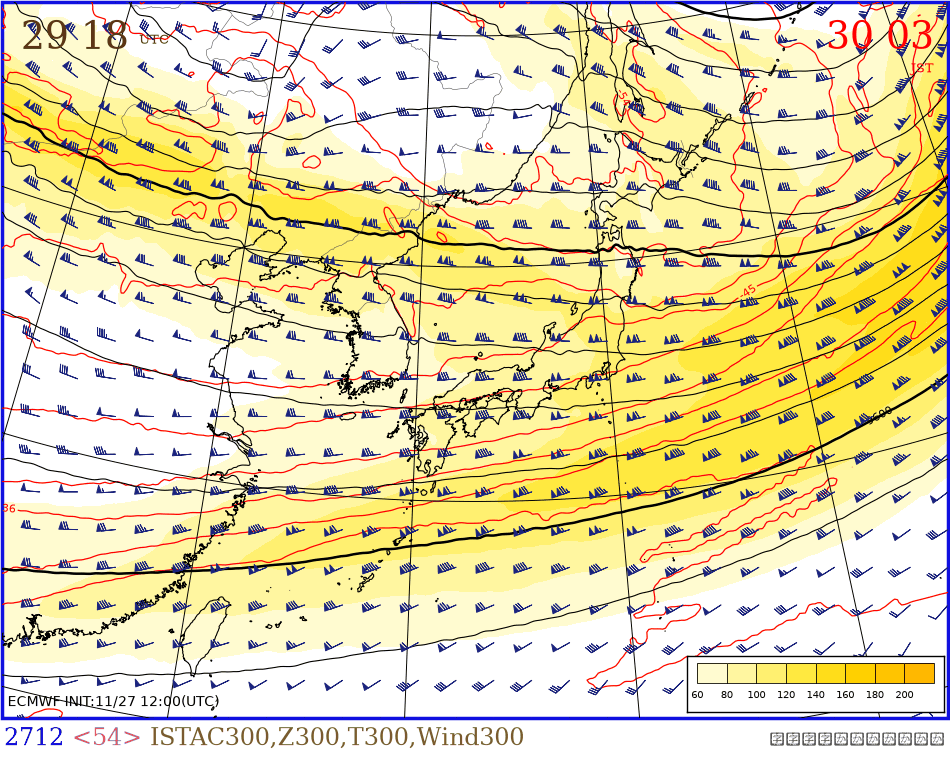 29 18 UTC
30 03
JST
-45
9600
36
60 80 100 120 140 160 180 200
ECMWF INIT:11/27 12:00(UTC)
2712 <54> ISTAC300,Z300,T300,Wind300